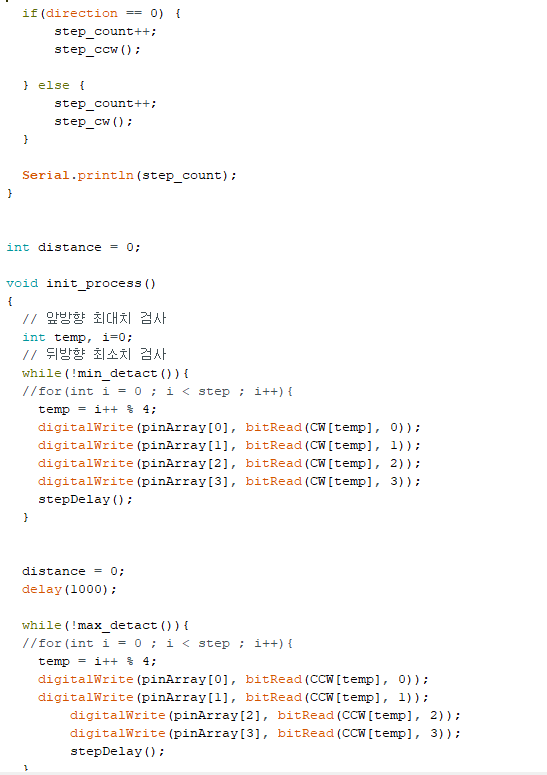 if(direction == 0) {
step_count++;
step_ccw();
} else {
step_count++;
step_cw();
}
Serial.println(step_count);
}
int distance = 0;
void init_process()
{
// 앞방향 최대치 검사
int temp, i=0;
// 뒤방향 최소치 검사
while(!min_detact()){
//for(int i = 0 ; i < step ; i++){
temp = i++ % 4;
digitalWrite(pinArray[0], bitRead(CW[temp], 0));
digitalWrite(pinArray[1], bitRead(CW[temp], 1));
digitalWrite(pinArray[2], bitRead(CW[temp], 2));
digitalWrite(pinArray[3], bitRead(CW[temp], 3));
stepDelay();
}
distance = 0;
delay(1000);
while(!max_detact()){
//for(int i = 0 ; i < step ; i++){
temp = i++ % 4;
digitalWrite(pinArray[0], bitRead(CCW[temp], 0));
digitalWrite(pinArray[1], bitRead(CCW[temp], 1));
digitalWrite(pinArray[2], bitRead(CCW[temp], 2));
digitalWrite(pinArray[3], bitRead(CCW[temp], 3));
stepDelay();
}